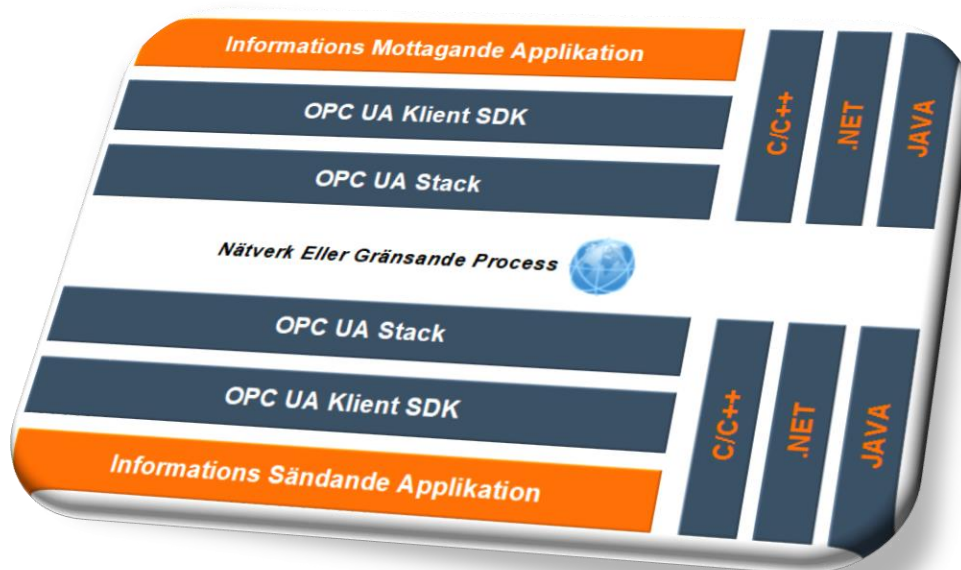 Informations Mottagande Applikation
OPC UA Klient SDK
OPC UA Stack
C/C++
.NET
JAVA
Nätverk Eller Gränsande Process
OPC UA Stack
OPC UA Klient SDK
Informations Sändande Applikation
C/C++
.NET
JAVA